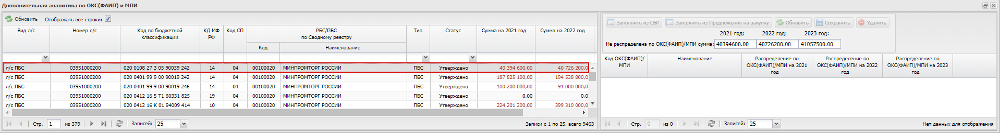 Дополнительная аналитика по ОКС(ФАИП) и МПИ
Обновить Отображать все строки:
Вид л/с Номер л/с Код по бюджетной классификации КД МФ РФ Код СП РБС/ПБС по Сводному реестру Тип Статус Сумма на 2021 год Сумма на 2022 год
Код Наименование
л/с ПБС 03951000200 020 0108 27 3 05 90039 242 14 04 00100020 МИНПРОМТОРГ РОССИИ ПБС Утверждено 40 394 600,00 40 726 200,0
л/с ПБС 03951000200 020 0401 99 9 00 90019 242 14 04 00100020 МИНПРОМТОРГ РОССИИ ПБС Утверждено 187 825 100,00 194 538 800,0
л/с ПБС 03951000200 020 0401 99 9 00 90019 246 14 04 00100020 МИНПРОМТОРГ РОССИИ ПБС Утверждено 100 200 000,00 91 000 000,0
л/с ПБС 03951000200 020 0412 16 5 Т1 60331 825 19 04 00100020 МИНПРОМТОРГ РОССИИ ПБС Утверждено 0,00 0,0
л/с ПБС 03951000200 020 0412 16 К 01 94009 414 10 04 00100020 МИНПРОМТОРГ РОССИИ ПБС Утверждено 224 201 200,00 399 310 000,0
Стр. 1 из 379 Записей: 25 Записи с 1 по 25, всего 9463
Заполнить из СБР Заполнить из Предложения на закупку Обновить Сохранить Удалить
2021 год: 2022 год: 2023 год:
Не распределена по ОКС(ФАИП)/МПИ сумма: 40394600.00 40726200.00 41057500.00
Код ОКС(ФАИП)/МПИ Наименование Распределение по ОКС(ФАИП)/МПИ на 2021 год Распределение по ОКС(ФАИП)/МПИ на 2022 год Распределение по ОКС(ФАИП)/МПИ на 2023 год
Стр. 0 из 0 Записей: 25 Нет данных для отображения